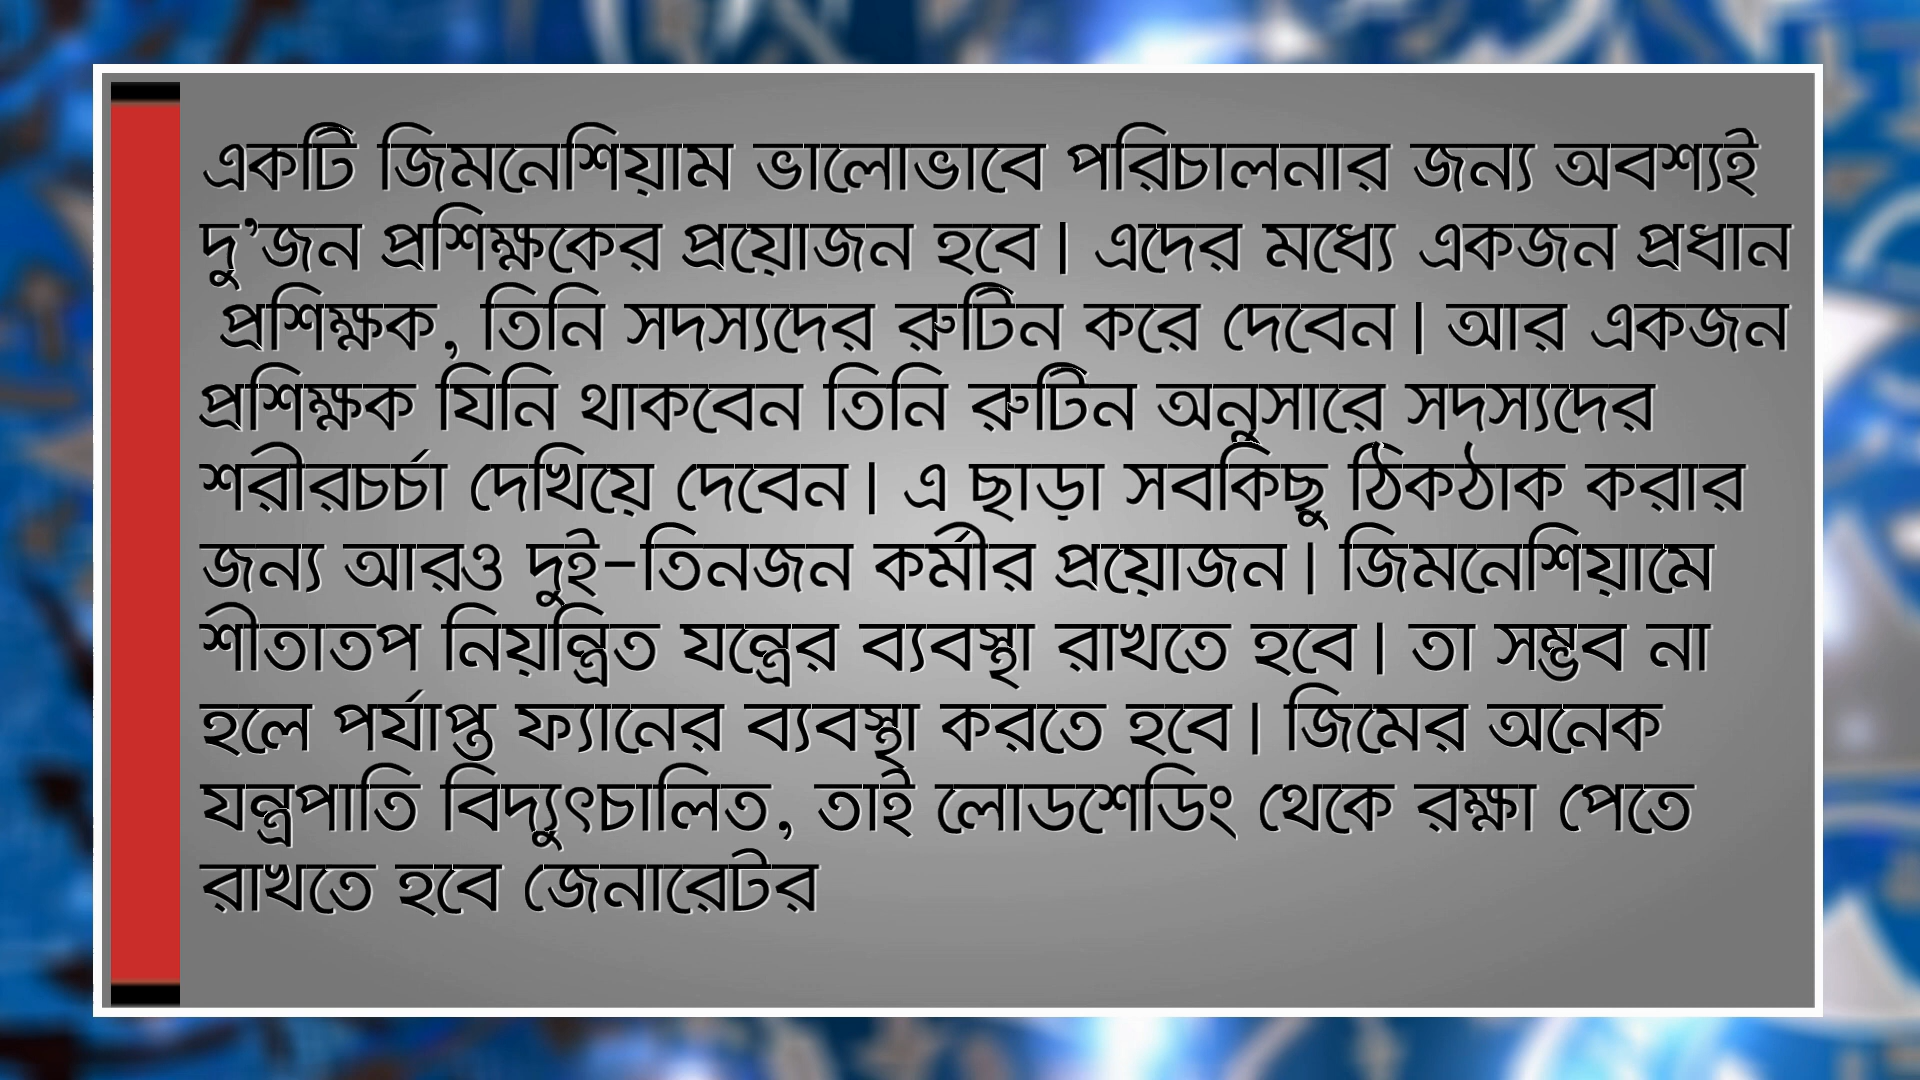 একটি জিমনেশিয়াম ভালোভাবে পরিচালনার জন্য অবশ্যই
দু’জন প্রশিক্ষকের প্রয়োজন হবে। এদের মধ্যে একজন প্রধান
প্রশিক্ষক, তিনি সদস্যদের রুটিন করে দেবেন। আর একজন
প্রশিক্ষক যিনি থাকবেন তিনি রুটিন অনুসারে সদস্যদের
শরীরচর্চা দেখিয়ে দেবেন। এ ছাড়া সবকিছু ঠিকঠাক করার
জন্য আরও দুই–তিনজন কর্মীর প্রয়োজন। জিমনেশিয়ামে
শীতাতপ নিয়ন্ত্রিত যন্ত্রের ব্যবস্থা রাখতে হবে। তা সম্ভব না
হলে পর্যাপ্ত ফ্যানের ব্যবস্থা করতে হবে। জিমের অনেক
যন্ত্রপাতি বিদ্যুৎচালিত, তাই লোডশেডিং থেকে রক্ষা পেতে
রাখতে হবে জেনারেটর